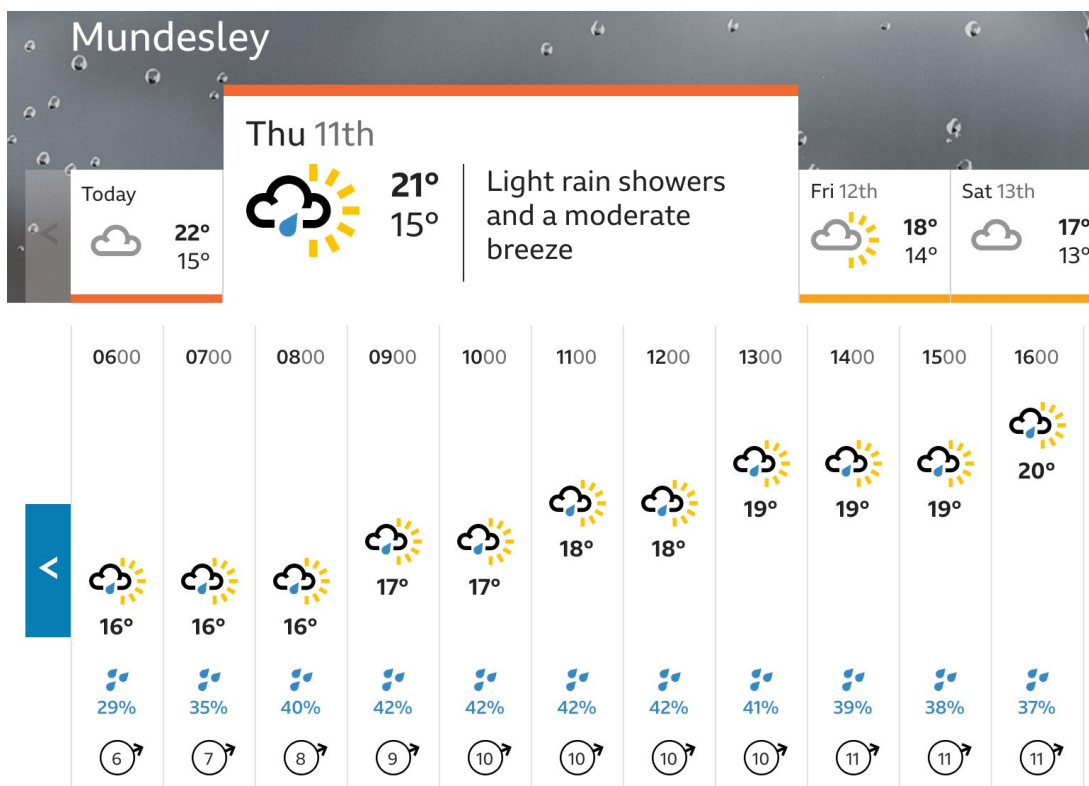 Mundesley
Thu 11th
21°
15°
Light rain showers
and a moderate
breeze
Today
22°
15°
Fri 12th
18°
14°
Sat 13th
17°
13°
0600 0700 0800 0900 1000 1100 1200 1300 1400 1500 1600
16° 16° 16° 17° 17° 18° 18° 19° 19° 19° 20°
29% 35% 40% 42% 42% 42% 42% 41% 39% 38% 37%
6 7 8 9 10 10 10 10 11 11 11